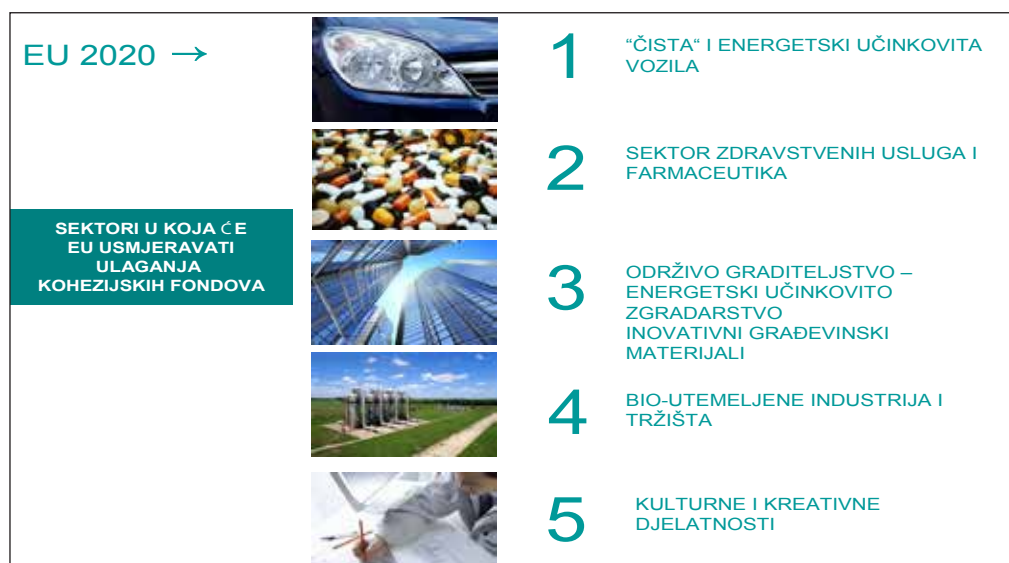 EU 2020 →
SEKTORI U KOJA ĆE
EU USMJERAVATI
ULAGANJA
KOHEZIJSKIH FONDOVA
1
“ČISTA“ I ENERGETSKI UČINKOVITA
VOZILA
2
SEKTOR ZDRAVSTVENIH USLUGA I
FARMACEUTIKA
3
ODRŽIVO GRADITELJSTVO –
ENERGETSKI UČINKOVITO
ZGRADARSTVO
INOVATIVNI GRAĐEVINSKI
MATERIJALI
4
BIO-UTEMELJENE INDUSTRIJA I
TRŽIŠTA
5
KULTURNE I KREATIVNE
DJELATNOSTI